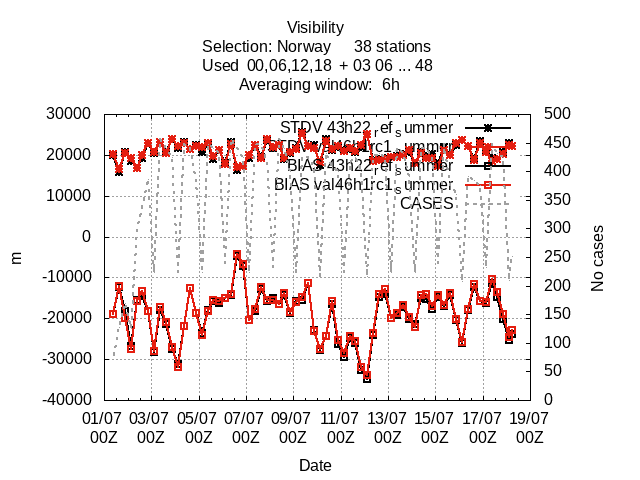 Visibility
Selection: Norway 38 stations
Used 00,06,12,18 + 03 06 ... 48
Averaging window: 6h
30000
20000
10000
0
-10000
-20000
-30000
-40000
m
500
450
400
350
300
250
200
150
100
50
0
No cases
STDV 43h22_ref_summer
STDV val46h1rc1_summer
BIAS 43h22_ref_summer
BIAS val46h1rc1_summer
CASES
01/07 03/07 05/07 07/07 09/07 11/07 13/07 15/07 17/07 19/07
00Z 00Z 00Z 00Z 00Z 00Z 00Z 00Z 00Z 00Z
Date